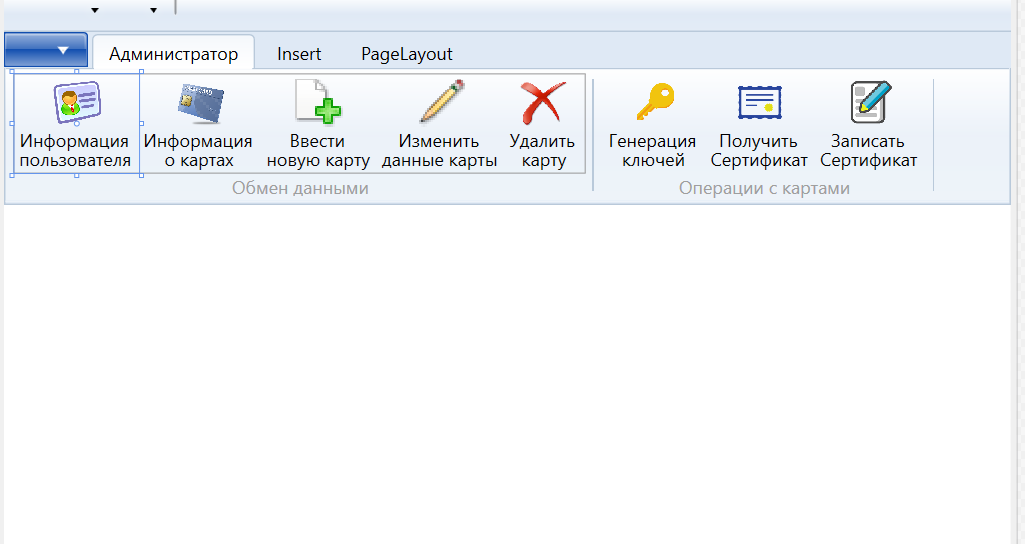 Администратор Insert PageLayout
Информация пользователя
Информация о картах
Ввести новую карту
Изменить данные карты
Удалить карту
Генерация ключей
Получить Сертификат
Записать Сертификат
Обмен данными
Операции с картами